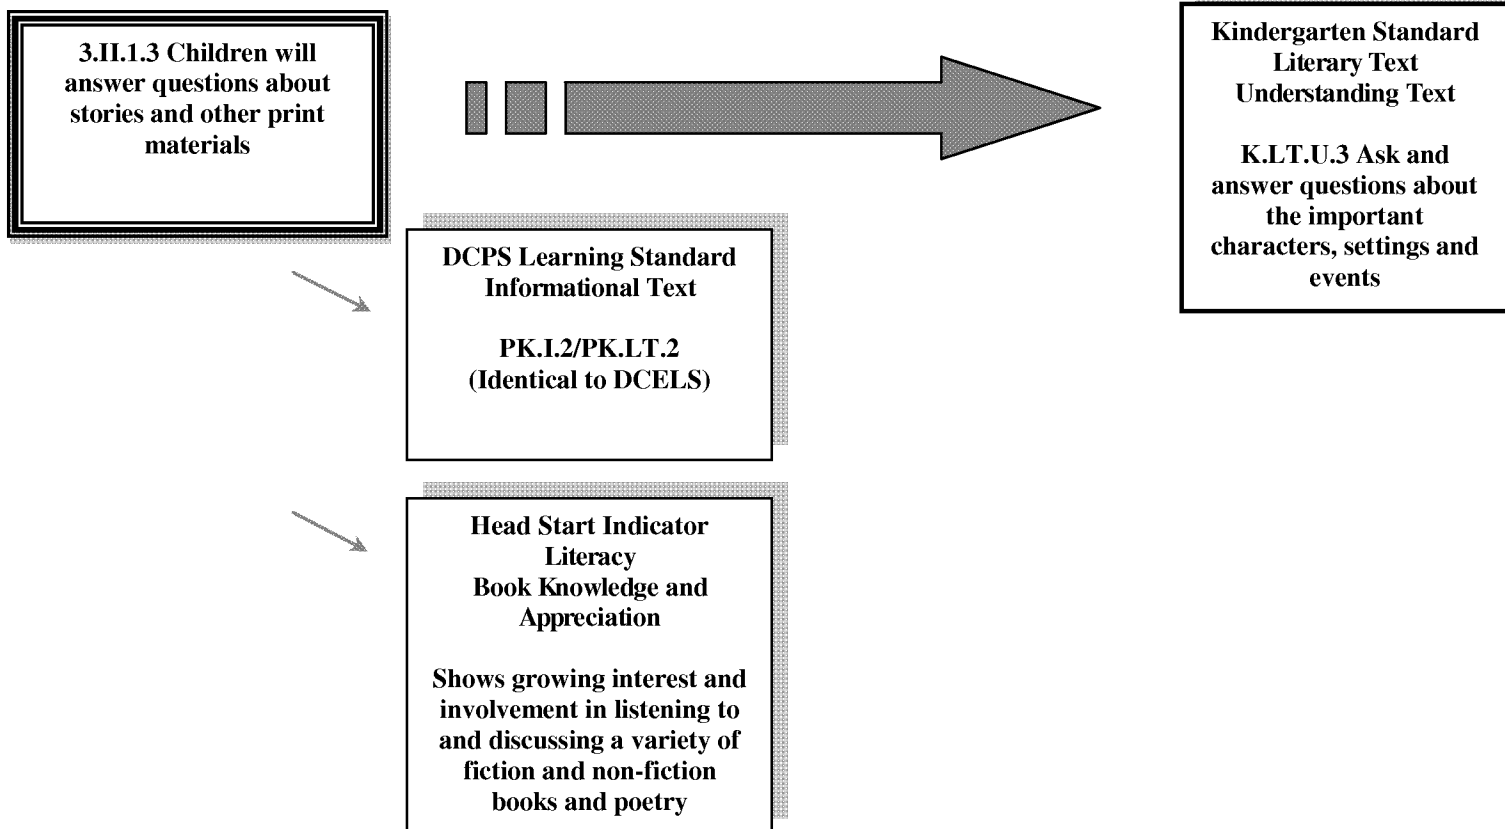 3.II.1.3 Children will
answer questions about
stories and other print
materials
Kindergarten Standard
Literary Text
Understanding Text
K.LT.U.3 Ask and
answer questions about
the important
characters, settings and
events
DCPS Learning Standard
Informational Text
PK.I.2/PK.LT.2
(Identical to DCELS)
Head Start Indicator
Literacy
Book Knowledge and
Appreciation
Shows growing interest and
involvement in listening to
and discussing a variety of
fiction and non-fiction
books and poetry